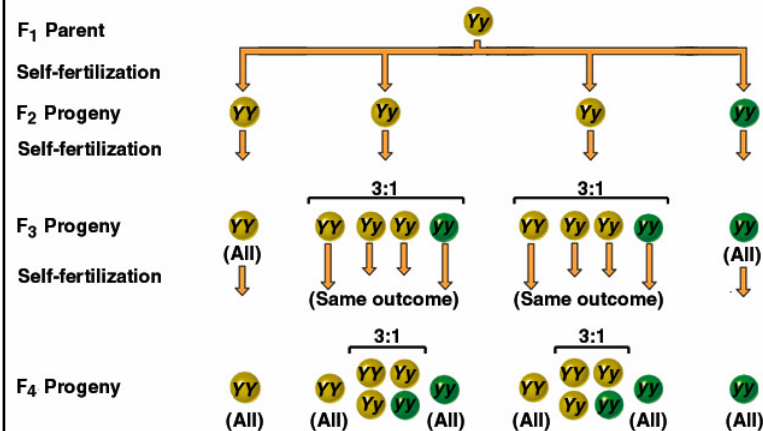 F1 Parent Yy
Self-fertilization
F2 Progeny YY Yy Yy yy
Self-fertilization
3:1 3:1
F3 Progeny YY YY Yy Yy yy YY Yy Yy yy yy
(All) (All)
Self-fertilization
(Same outcome) (Same outcome)
3:1 3:1
YY Yy YY Yy
F4 Progeny YY YY yy YY yy yy
Yy yy Yy yy
(All) (All) (All) (All) (All) (All)